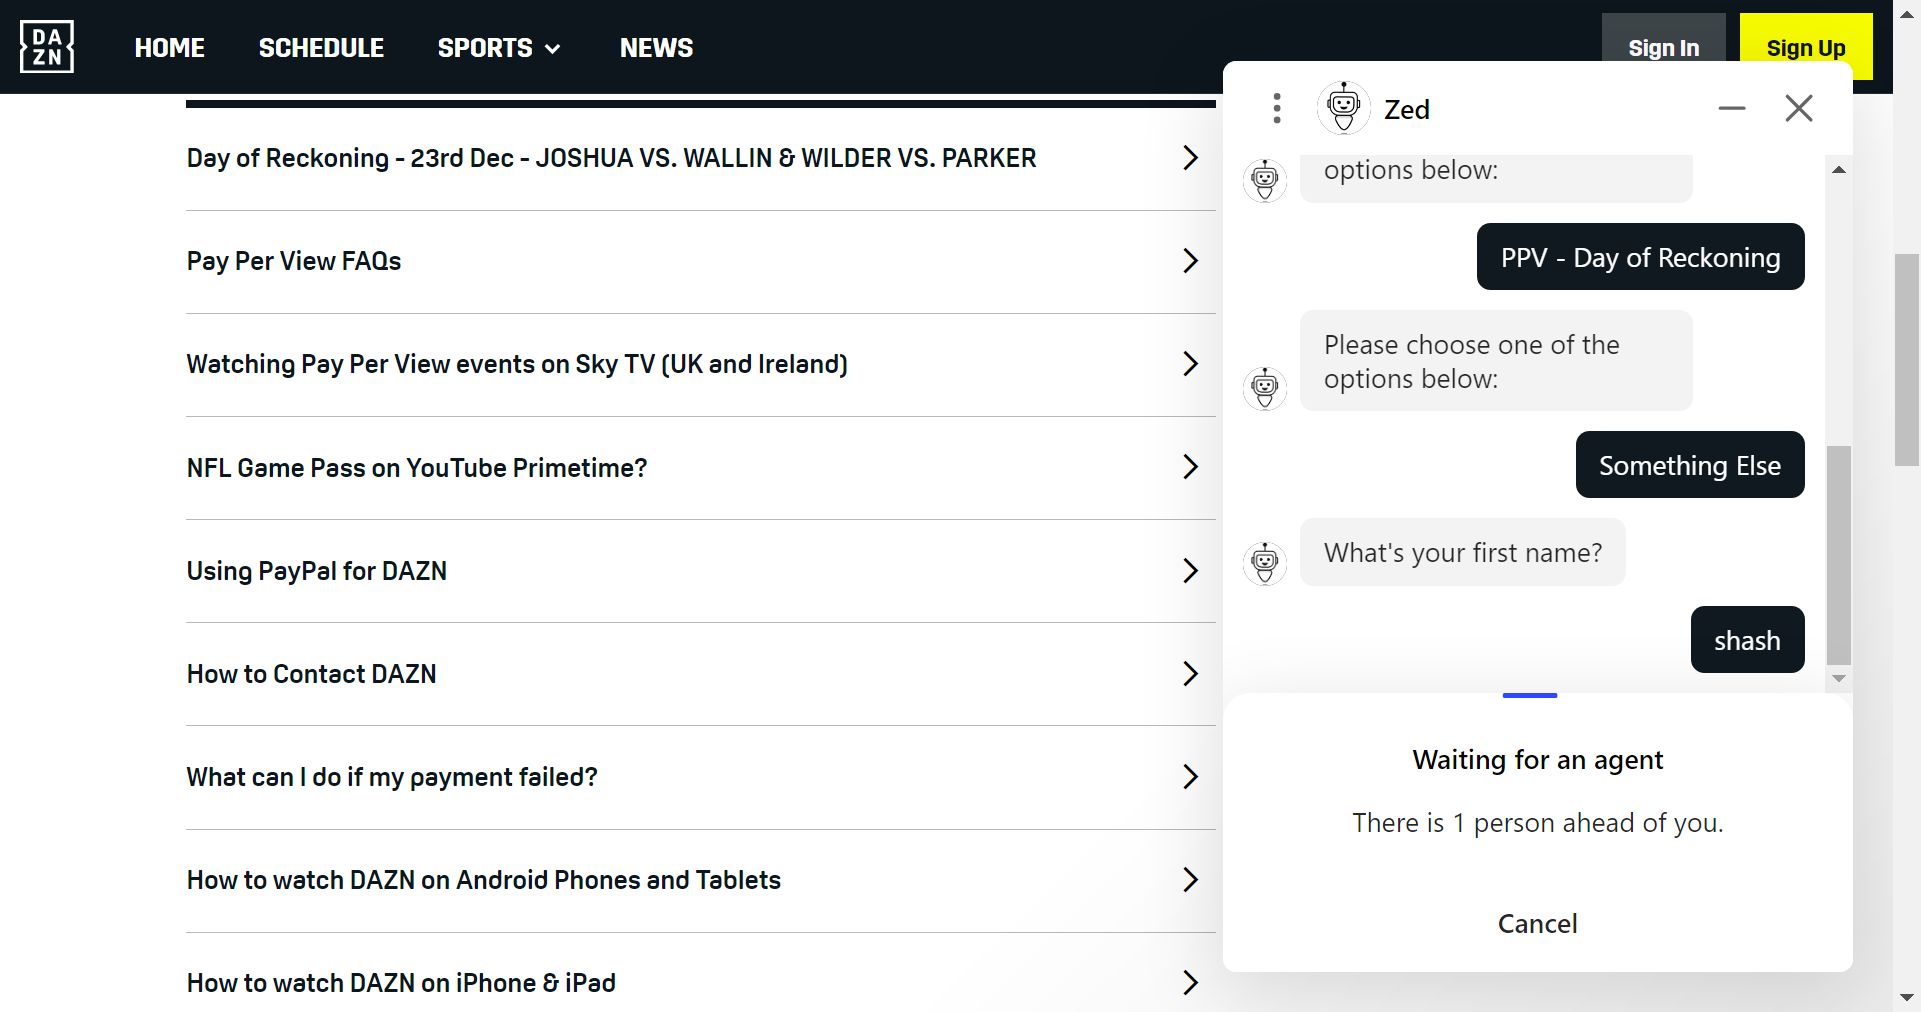 DAZN
HOME
SCHEDULE
SPORTS
NEWS
Sign In
Sign Up
Day of Reckoning - 23rd Dec - JOSHUA VS. WALLIN & WILDER VS. PARKER
Pay Per View FAQs
Watching Pay Per View events on Sky TV (UK and Ireland)
NFL Game Pass on YouTube Primetime?
Using PayPal for DAZN
How to Contact DAZN
What can I do if my payment failed?
How to watch DAZN on Android Phones and Tablets
How to watch DAZN on iPhone & iPad
Zed
options below:
PPV - Day of Reckoning
Please choose one of the
options below:
Something Else
What's your first name?
shash
Waiting for an agent
There is 1 person ahead of you.
Cancel